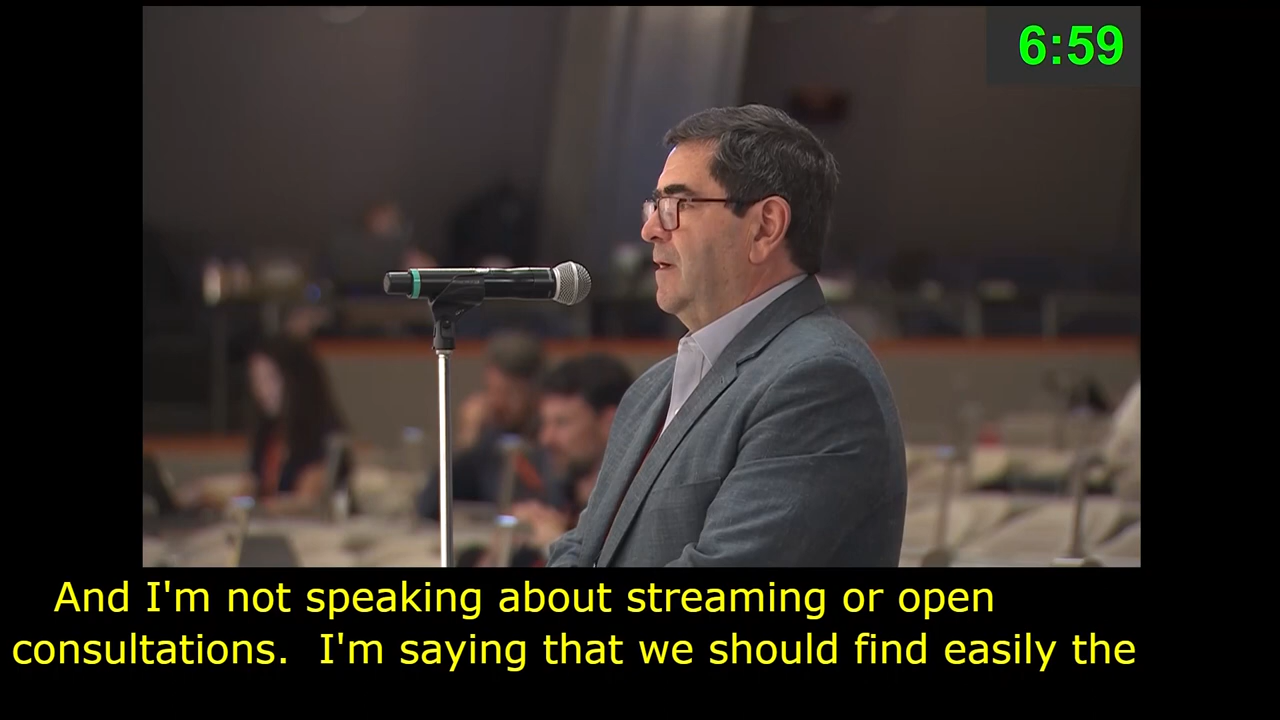 6:59
And I'm not speaking about streaming or open
consultations.  I'm saying that we should find easily the